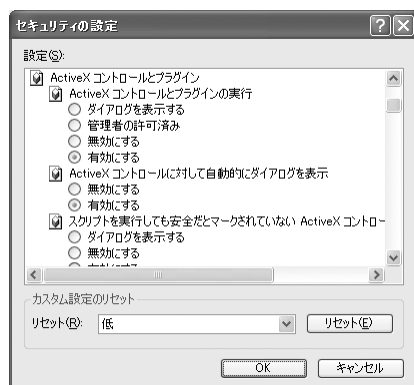 セキュリティの設定
設定(S):
ActiveX コントロールとプラグイン
ActiveX コントロールとプラグインの実行
ダイアログを表示する
管理者の許可済み
無効にする
有効にする
ActiveX コントロールに対して自動的にダイアログを表示
無効にする
有効にする
スクリプトを実行しても安全だとマークされていない ActiveX コントロー
ダイアログを表示する
無効にする
カスタム設定のリセット
リセット(R):
低
リセット(E)
OK
キャンセル